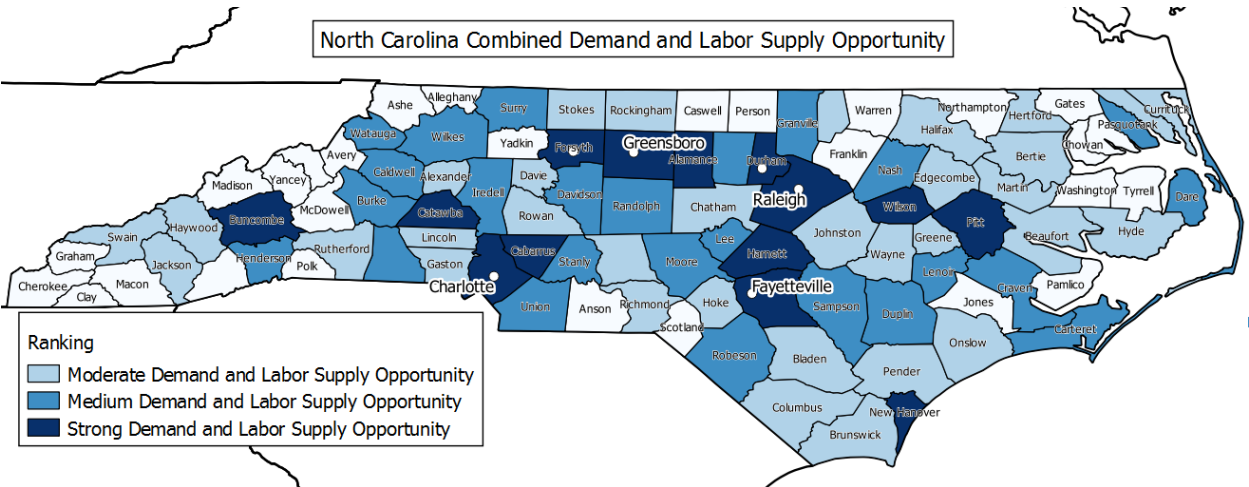 North Carolina Combined Demand and Labor Supply Opportunity
Ashe
Alleghany
Surry
Stokes
Rockingham
Caswell
Person
Granville
Warren
Northampton
Gates
Currituck
Hertford
Pasquotank
Halifax
Chowan
Watauga
Wilkes
Yadkin
Forsyth
Greensboro
Alamance
Durham
Franklin
Nash
Bertie
Avery
Caldwell
Alexander
Davie
Edgecombe
Martin
Washington
Tyrrell
Dare
Madison
Yancey
Iredell
Davidson
Randolph
Chatham
Raleigh
Wilson
Pitt
McDowell
Burke
Catawba
Rowan
Buncombe
Haywood
Swain
Lincoln
Johnston
Greene
Beaufort
Hyde
Rutherford
Cabarrus
Lee
Harnett
Wayne
Graham
Jackson
Henderson
Polk
Gaston
Stanly
Moore
Lenoir
Craven
Pamlico
Cherokee
Macon
Clay
Charlotte
Fayetteville
Union
Anson
Richmond
Hoke
Sampson
Duplin
Jones
Carteret
Scotland
Onslow
Robeson
Bladen
Pender
Columbus
New Hanover
Brunswick
Ranking
Moderate Demand and Labor Supply Opportunity
Medium Demand and Labor Supply Opportunity
Strong Demand and Labor Supply Opportunity